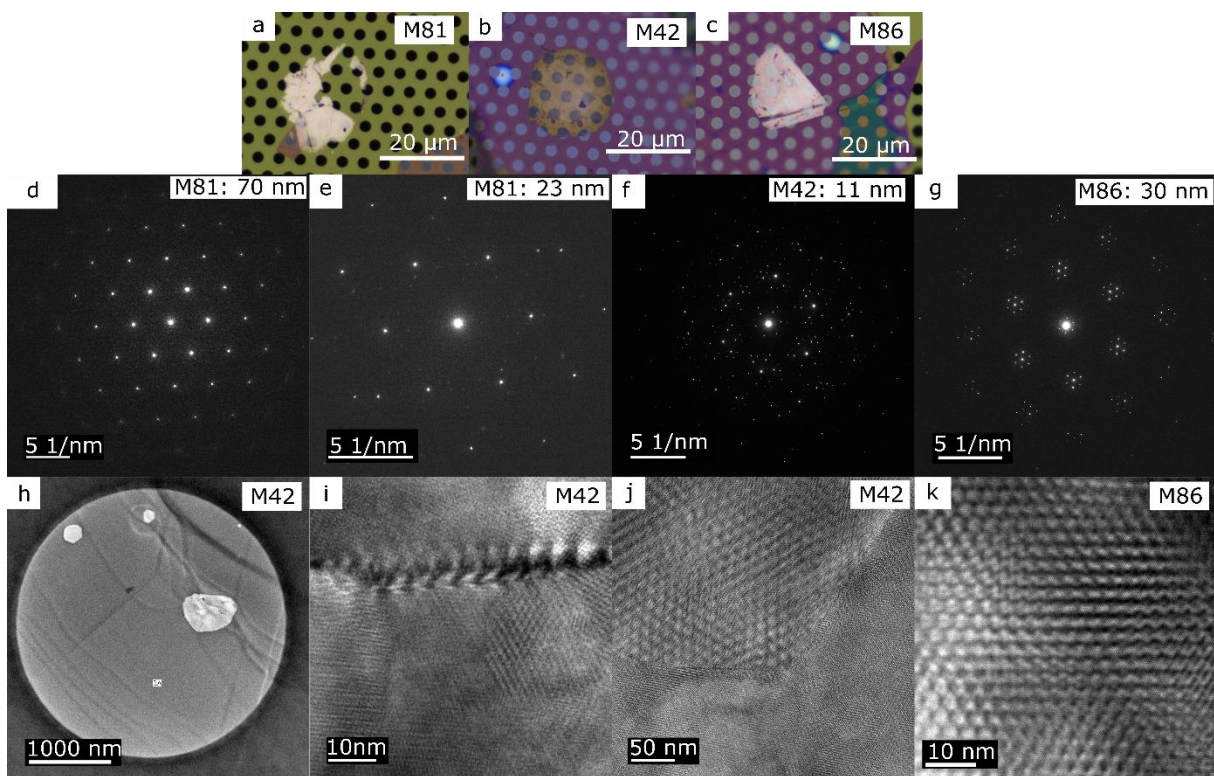 a M81
20 μm
b M42
20 μm
c M86
20 μm
d M81: 70 nm
5 1/nm
e M81: 23 nm
5 1/nm
f M42: 11 nm
5 1/nm
g M86: 30 nm
5 1/nm
h M42
1000 nm
i M42
10nm
j M42
50 nm
k M86
10 nm